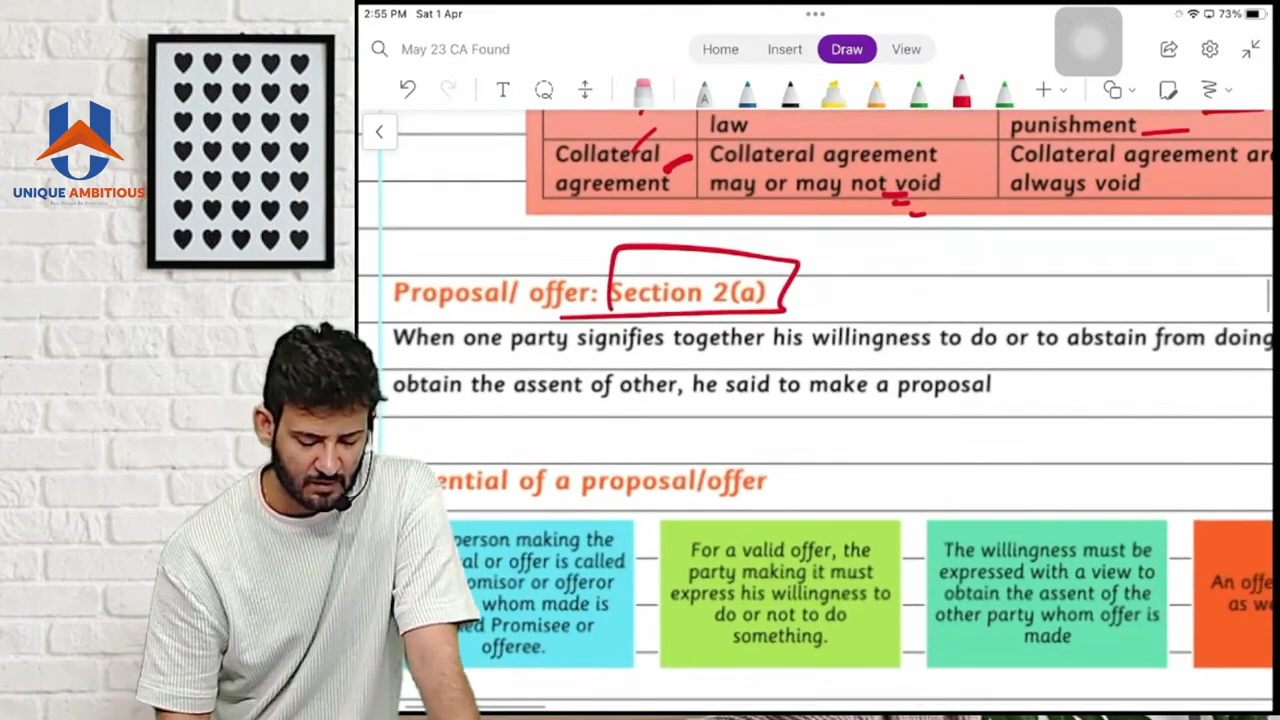 2:55 PM Sat 1 Apr
73%
May 23 CA Found
Home Insert Draw View
UNIQUE AMBITIOUS
law
punishment
Collateral agreement
Collateral agreement may or may not void
Collateral agreement are always void
Proposal/ offer: Section 2(a)
When one party signifies together his willingness to do or to abstain from doing
obtain the assent of other, he said to make a proposal
ential of a proposal/offer
person making the
al or offer is called
omisor or offeror
whom made is
ed Promisee or
offeree.
For a valid offer, the
party making it must
express his willingness to
do or not to do
something.
The willingness must be
expressed with a view to
obtain the assent of the
other party whom offer is
made
An offe
as we